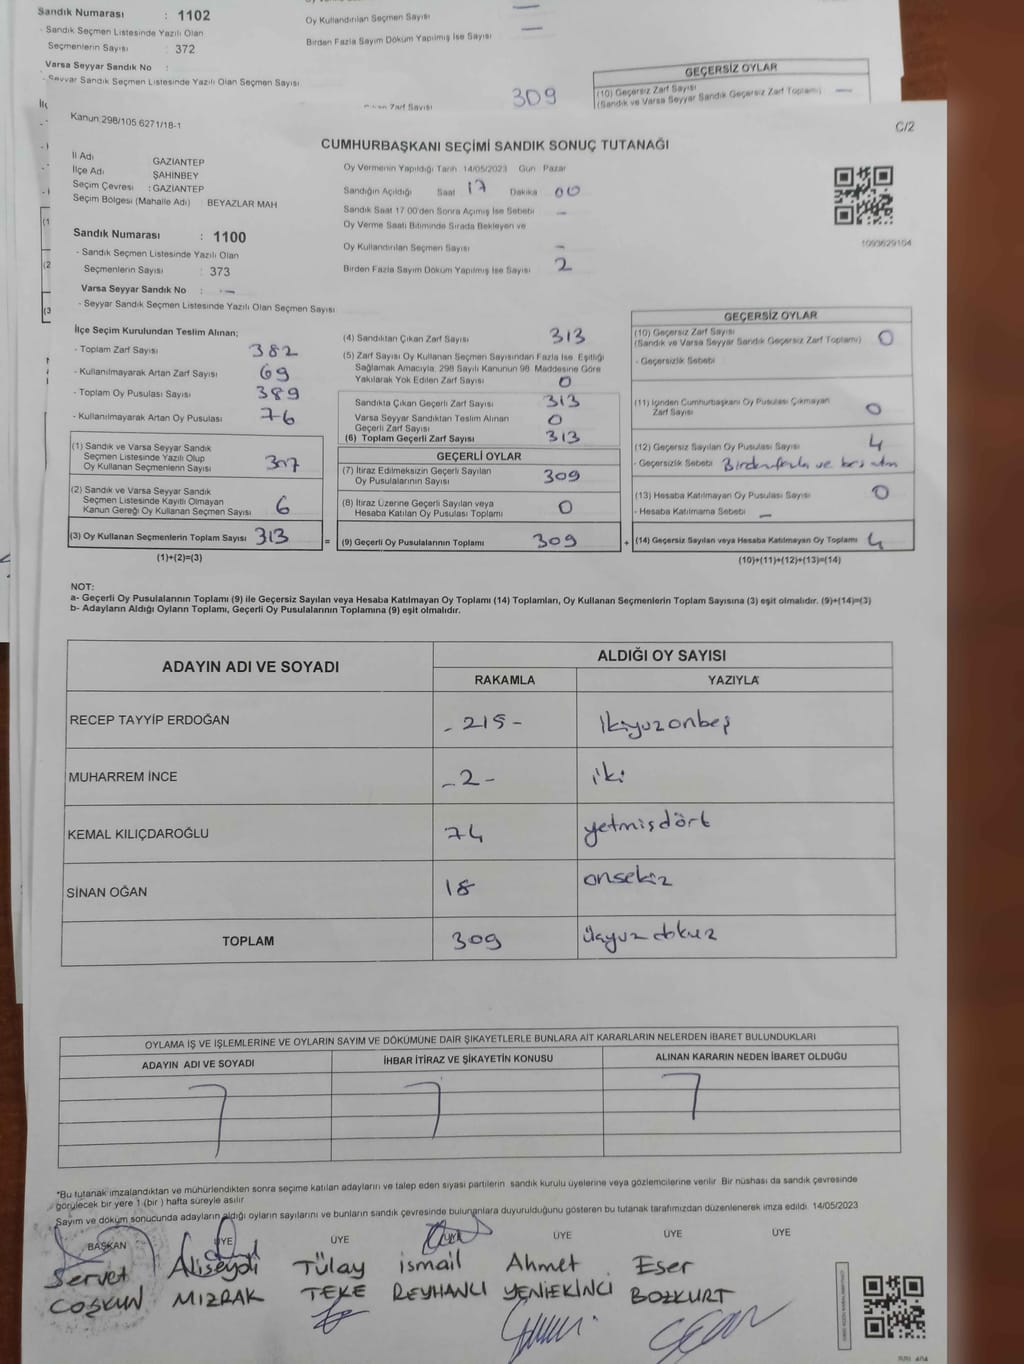 Sandık Numarası : 1102
- Sandık Seçmen Listesinde Yazılı Olan
Seçmenlerin Sayısı : 372
Varsa Seyyar Sandık No :
- Seyyar Sandık Seçmen Listesinde Yazılı Olan Seçmen Sayısı
Oy Kullandırılan Seçmen Sayısı —
Birden Fazla Sayım Döküm Yapılmış İse Sayısı —
Zarf Sayısı 309
GEÇERSİZ OYLAR
(10) Geçersiz Zarf Sayısı
(Sandık ve Varsa Seyyar Sandık Geçersiz Zarf Toplamı) —
Kanun:298/105 6271/18-1
C/2
CUMHURBAŞKANI SEÇİMİ SANDIK SONUÇ TUTANAĞI
İl Adı GAZİANTEP
İlçe Adı ŞAHİNBEY
Seçim Çevresi : GAZİANTEP
Seçim Bölgesi (Mahalle Adı) : BEYAZLAR MAH
Sandık Numarası : 1100
- Sandık Seçmen Listesinde Yazılı Olan
Seçmenlerin Sayısı : 373
Varsa Seyyar Sandık No : —
- Seyyar Sandık Seçmen Listesinde Yazılı Olan Seçmen Sayısı
Oy Vermenin Yapıldığı Tarih 14/05/2023 Gün Pazar
Sandığın Açıldığı Saat 17 Dakika 00
Sandık Saat 17.00'den Sonra Açımış İse Sebebi —
Oy Verme Saati Bitiminde Sırada Bekleyen ve
Oy Kullandırılan Seçmen Sayısı —
Birden Fazla Sayım Döküm Yapılmış İse Sayısı 2
1093629104
İlçe Seçim Kurulundan Teslim Alınan;
- Toplam Zarf Sayısı 382
- Kullanılmayarak Artan Zarf Sayısı 69
- Toplam Oy Pusulası Sayısı 389
- Kullanılmayarak Artan Oy Pusulası 76
(1) Sandık ve Varsa Seyyar Sandık
Seçmen Listesinde Yazılı Olup
Oy Kullanan Seçmenlerin Sayısı 307
(2) Sandık ve Varsa Seyyar Sandık
Seçmen Listesinde Kayıtlı Olmayan
Kanun Gereği Oy Kullanan Seçmen Sayısı 6
(3) Oy Kullanan Seçmenlerin Toplam Sayısı 313
(1)+(2)=(3)
(4) Sandıktan Çıkan Zarf Sayısı 313
(5) Zarf Sayısı Oy Kullanan Seçmen Sayısından Fazla İse, Eşitliği
Sağlamak Amacıyla, 298 Sayılı Kanunun 98. Maddesine Göre
Yakılarak Yok Edilen Zarf Sayısı 0
Sandıkta Çıkan Geçerli Zarf Sayısı 313
Varsa Seyyar Sandıktan Teslim Alınan
Geçerli Zarf Sayısı 0
(6) Toplam Geçerli Zarf Sayısı 313
GEÇERLİ OYLAR
(7) İtiraz Edilmeksizin Geçerli Sayılan
Oy Pusulalarının Sayısı 309
(8) İtiraz Üzerine Geçerli Sayılan veya
Hesaba Katılan Oy Pusulası Toplamı 0
= (9) Geçerli Oy Pusulalarının Toplamı 309
GEÇERSİZ OYLAR
(10) Geçersiz Zarf Sayısı
(Sandık ve Varsa Seyyar Sandık Geçersiz Zarf Toplamı) 0
- Geçersizlik Sebebi
(11) İçinden Cumhurbaşkanı Oy Pusulası Çıkmayan
Zarf Sayısı 0
(12) Geçersiz Sayılan Oy Pusulası Sayısı 4
- Geçersizlik Sebebi Birden fazla ve
(13) Hesaba Katılmayan Oy Pusulası Sayısı 0
- Hesaba Katılmama Sebebi —
+ (14) Geçersiz Sayılan veya Hesaba Katılmayan Oy Toplamı 4
(10)+(11)+(12)+(13)=(14)
NOT:
a- Geçerli Oy Pusulalarının Toplamı (9) ile Geçersiz Sayılan veya Hesaba Katılmayan Oy Toplamı (14) Toplamları, Oy Kullanan Seçmenlerin Toplam Sayısına (3) eşit olmalıdır. (9)+(14)=(3)
b- Adayların Aldığı Oyların Toplamı, Geçerli Oy Pusulalarının Toplamına (9) eşit olmalıdır.
ADAYIN ADI VE SOYADI
ALDIĞI OY SAYISI
RAKAMLA YAZIYLA
RECEP TAYYİP ERDOĞAN - 215 - ikiyüzonbeş
MUHARREM İNCE - 2 - iki
KEMAL KILIÇDAROĞLU 74 yetmişdört
SİNAN OĞAN 18 onsekiz
TOPLAM 309 üçyüz dokuz
OYLAMA İŞ VE İŞLEMLERİNE VE OYLARIN SAYIM VE DÖKÜMÜNE DAİR ŞİKAYETLERLE BUNLARA AİT KARARLARIN NELERDEN İBARET BULUNDUKLARI
ADAYIN ADI VE SOYADI İHBAR İTİRAZ VE ŞİKAYETİN KONUSU ALINAN KARARIN NEDEN İBARET OLDUĞU
*Bu tutanak imzalandıktan ve mühürlendikten sonra seçime katılan adayların ve talep eden siyasi partilerin sandık kurulu üyelerine veya gözlemcilerine verilir. Bir nüshası da sandık çevresinde
görülecek bir yere 1 (bir ) hafta süreyle asılır.
Sayım ve döküm sonucunda adayların aldığı oyların sayılarını ve bunların sandık çevresinde bulunanlara duyurulduğunu gösteren bu tutanak tarafımızdan düzenlenerek imza edildi. 14/05/2023
BAŞKAN ÜYE ÜYE ÜYE ÜYE ÜYE
Servet Aliseydi Tülay ismail Ahmet Eser
COŞKUN MIZRAK TEKE REYHANLI YENİEKİNCİ BOZKURT